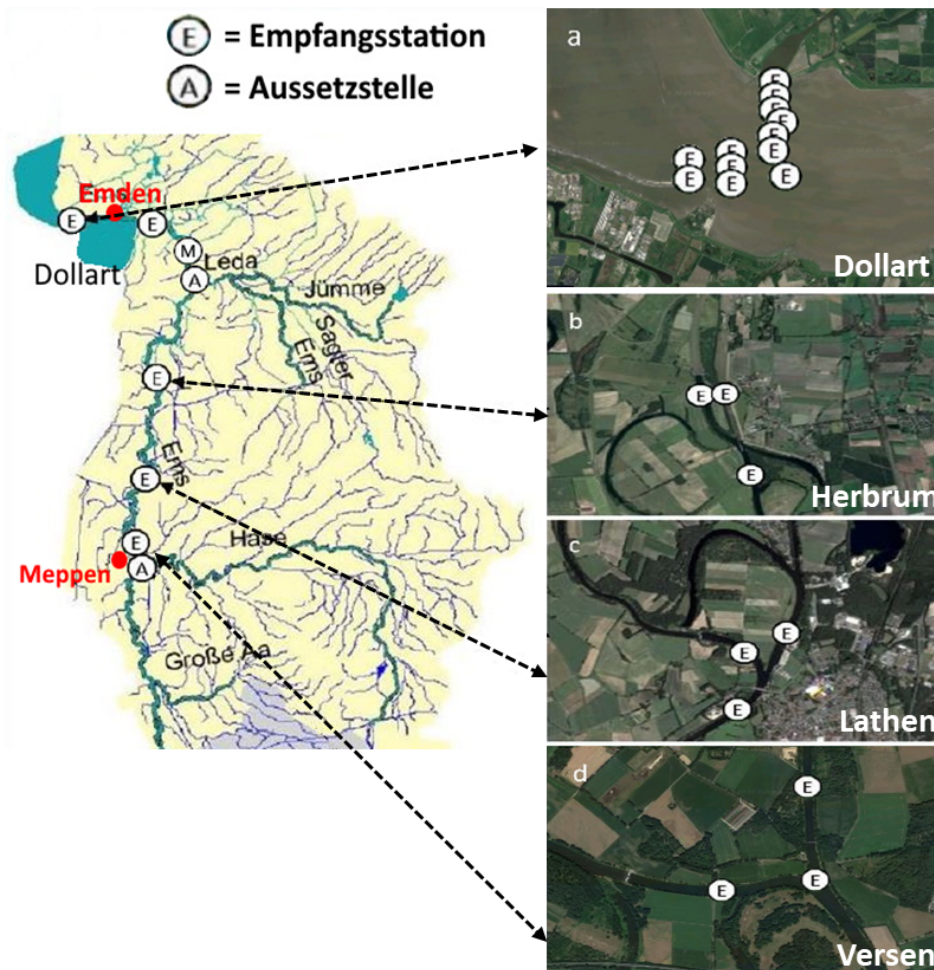 E = Empfangsstation
A = Aussetzstelle
Emden
E
E
M
Dollart
Leda
A
Jümme
Sagter
Ems
E
Ems
E
E
Hase
Meppen
A
Große Aa
a
E
E
E
E
E
E
E
E
E
E
E
E
Dollart
b
E
E
E
Herbrum
c
E
E
E
Lathen
d
E
E
E
Versen